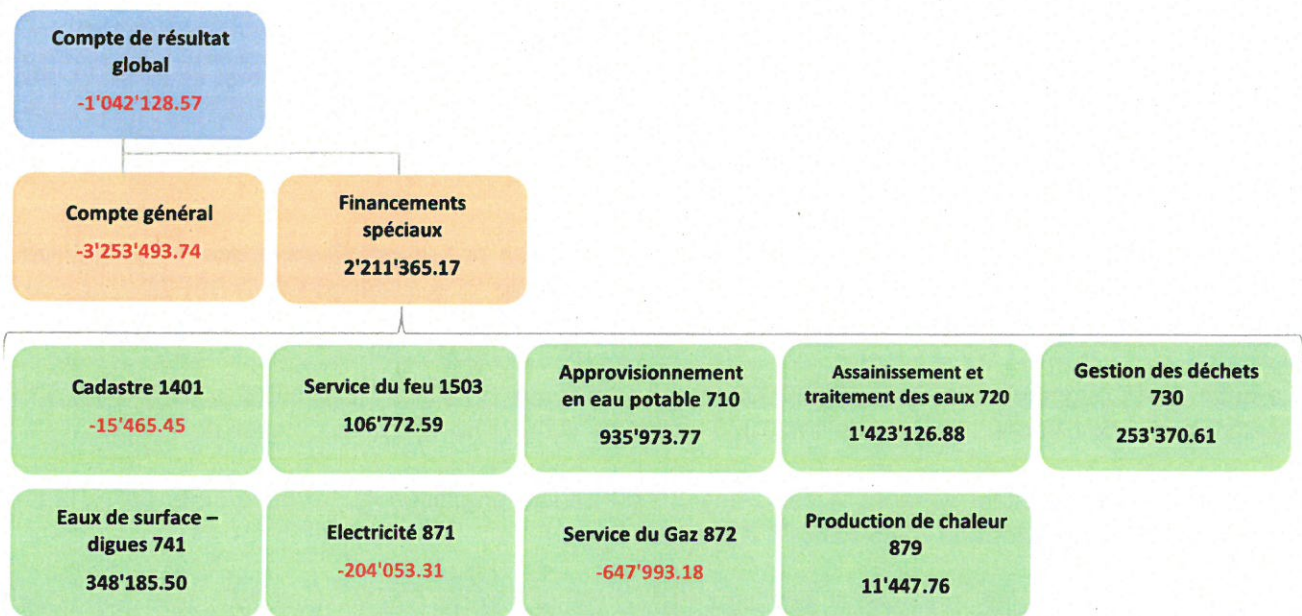 Compte de résultat
global
-1'042'128.57
Compte général
-3'253'493.74
Financements
spéciaux
2'211'365.17
Cadastre 1401
-15'465.45
Service du feu 1503
106'772.59
Approvisionnement
en eau potable 710
935'973.77
Assainissement et
traitement des eaux 720
1'423'126.88
Gestion des déchets
730
253'370.61
Eaux de surface –
digues 741
348'185.50
Electricité 871
-204'053.31
Service du Gaz 872
-647'993.18
Production de chaleur
879
11'447.76